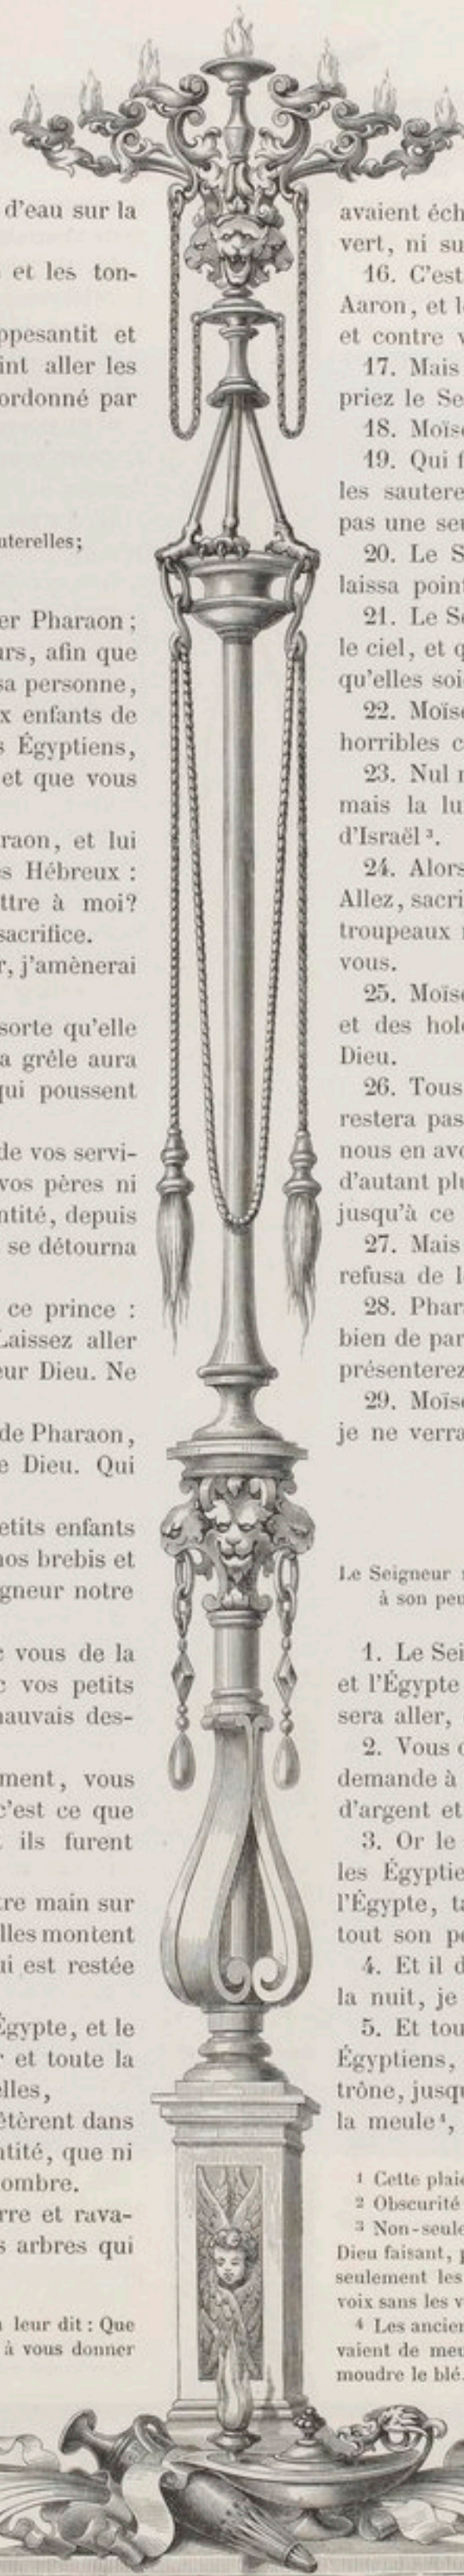 d'eau sur la
et les ton-
ppesantit et
int aller les
ordonné par
uterelles;
er Pharaon;
urs, afin que
sa personne,
x enfants de
s Égyptiens,
et que vous
raon, et lui
es Hébreux :
ttre à moi?
sacrifice.
r, j'amènerai
sorte qu'elle
a grêle aura
qui poussent
de vos servi-
vos pères ni
ntité, depuis
se détourna
ce prince :
Laissez aller
eur Dieu. Ne
de Pharaon,
e Dieu. Qui
etits enfants
nos brebis et
igneur notre
c vous de la
c vos petits
nauvais des-
ment, vous
c'est ce que
ils furent
tre main sur
lles montent
ui est restée
Égypte, et le
r et toute la
elles,
êtèrent dans
ntité, que ni
ombre.
rre et rava-
s arbres qui
leur dit : Que
à vous donner
avaient éch
vert, ni su
16. C'est
Aaron, et l
et contre v
17. Mais
priez le Se
18. Moïse
19. Qui f
les sautere
pas une seu
20. Le S
laissa point
21. Le Se
le ciel, et q
qu'elles soi
22. Moïse
horribles c
23. Nul n
mais la lu
d'Israël ³.
24. Alors
Allez, sacri
troupeaux
vous.
25. Moïse
et des holo
Dieu.
26. Tous
restera pas
nous en avo
d'autant plu
jusqu'à ce
27. Mais
refusa de l
28. Phar
bien de par
présenterez
29. Moïse
je ne verra
Le Seigneur
à son peu
1. Le Sei
et l'Égypte
sera aller,
2. Vous d
demande à
d'argent et
3. Or le
les Égyptie
l'Égypte, ta
tout son pe
4. Et il d
la nuit, je
5. Et tou
Égyptiens,
trône, jusqu
la meule ⁴,
1 Cette plaie
2 Obscurité
3 Non-seule
Dieu faisant, p
seulement les
voix sans les v
4 Les ancien
vaient de meu
moudre le blé.